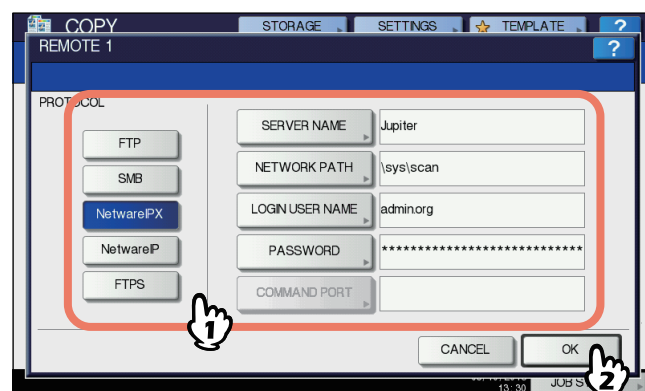 COPY
STORAGE
SETTINGS
TEMPLATE
?
REMOTE 1
?
PROTOCOL
FTP
SMB
NetwareIPX
NetwareIP
FTPS
SERVER NAME
Jupiter
NETWORK PATH
\sys\scan
LOGIN USER NAME
admin.org
PASSWORD
*****************************
COMMAND PORT
1
CANCEL
OK
2
13:30
JOB S